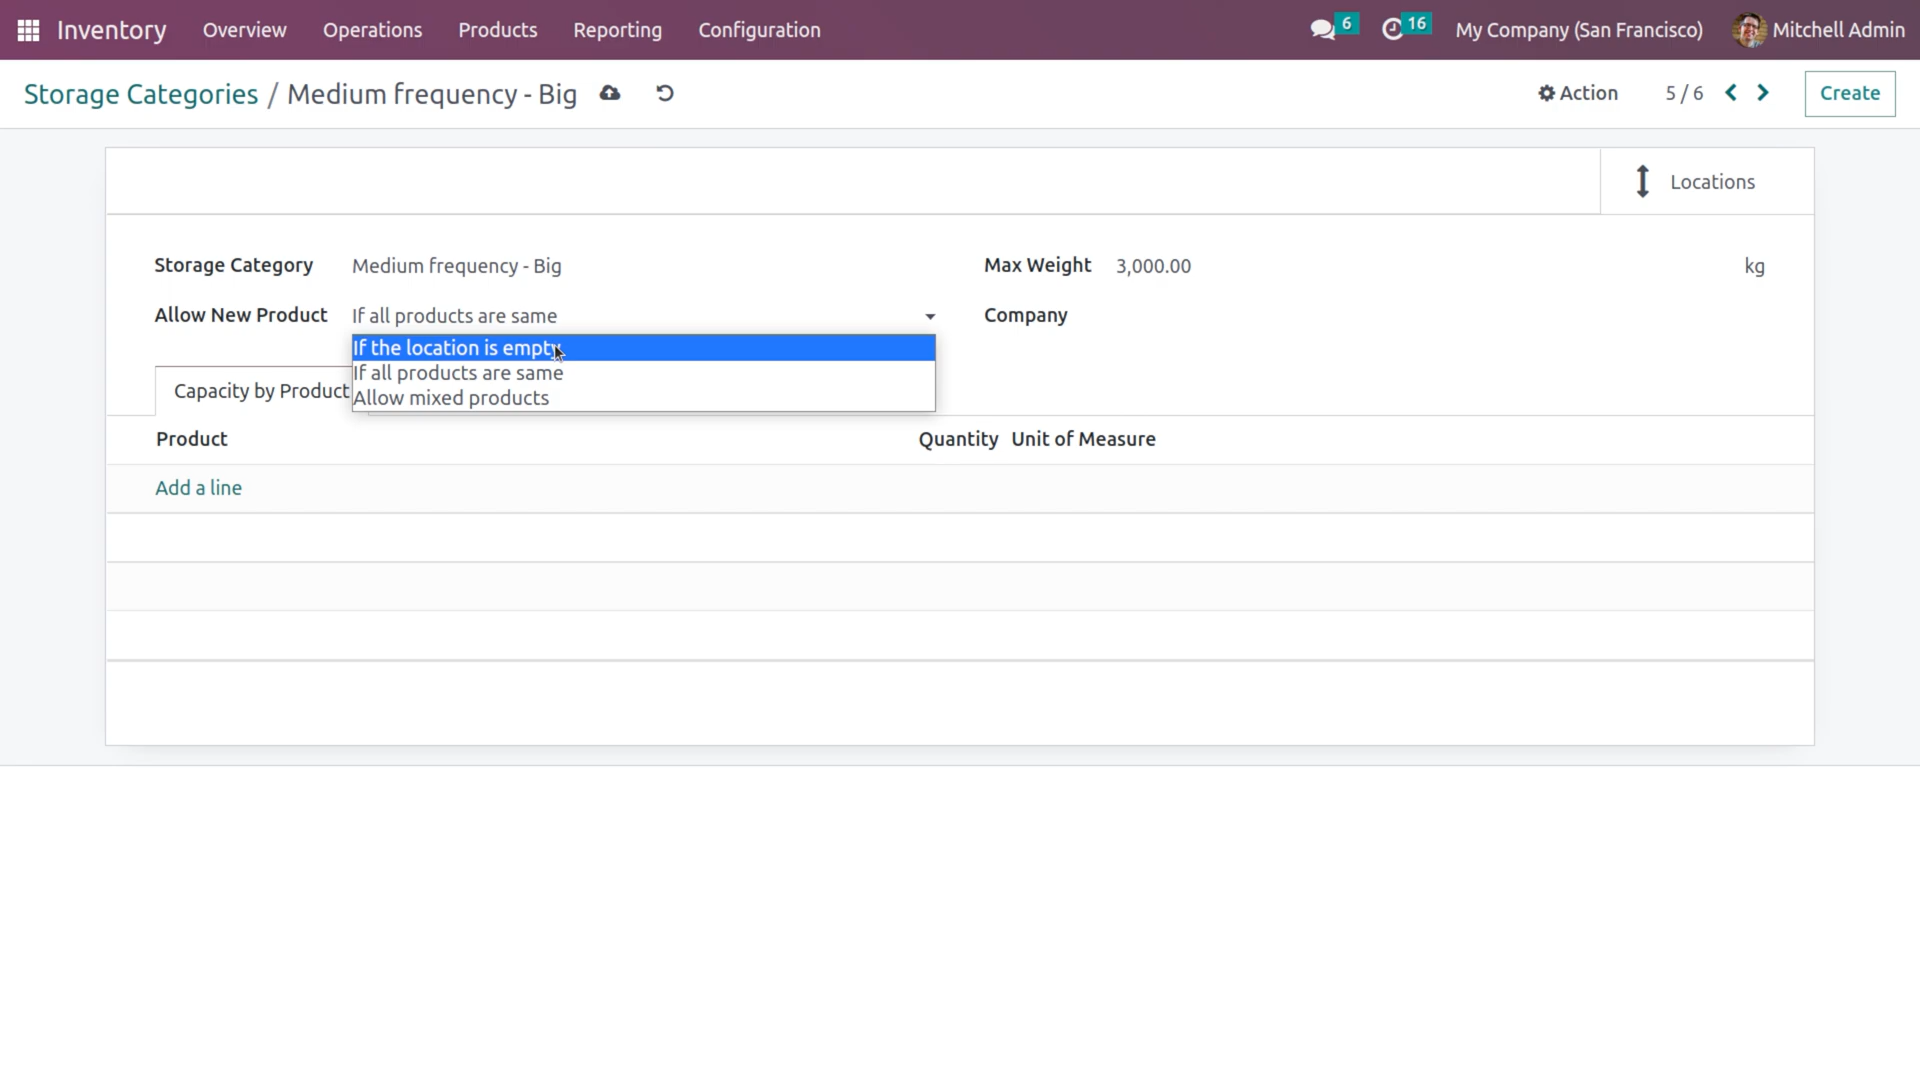 Inventory Overview Operations Products Reporting Configuration 6 16 My Company (San Francisco) Mitchell Admin
Storage Categories / Medium frequency - Big Action 5 / 6 Create
Locations
Storage Category Medium frequency - Big Max Weight 3,000.00 kg
Allow New Product If all products are same Company
If the location is empty
If all products are same
Capacity by Product
Allow mixed products
Product Quantity Unit of Measure
Add a line